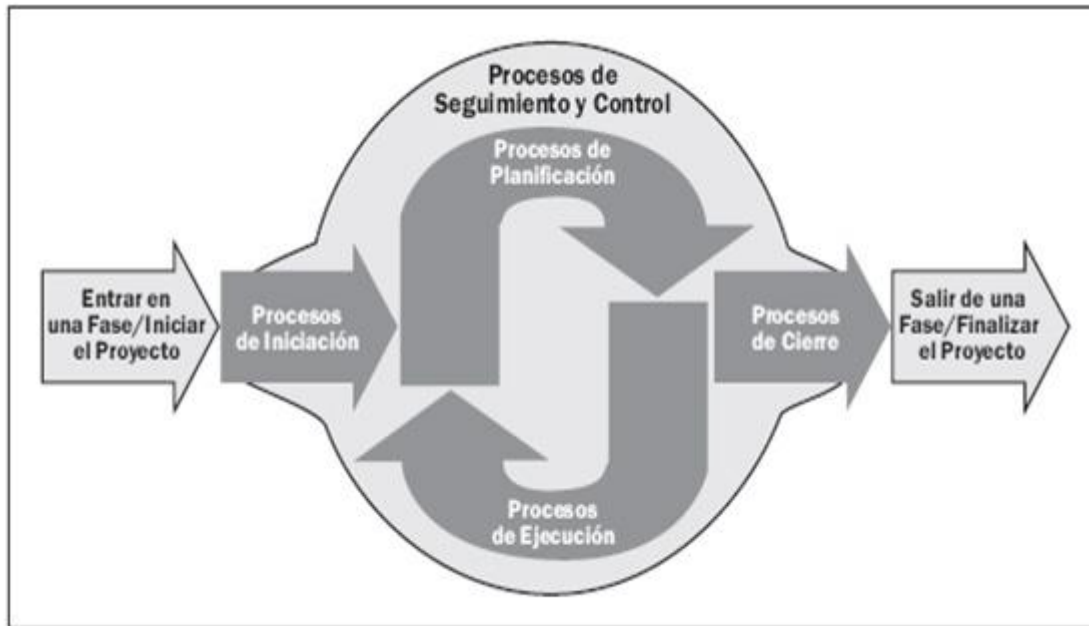 Procesos de
Seguimiento y Control
Procesos de
Planificación
Entrar en
una Fase/Iniciar
el Proyecto
Procesos
de Iniciación
Procesos
de Cierre
Salir de una
Fase/Finalizar
el Proyecto
Procesos
de Ejecución